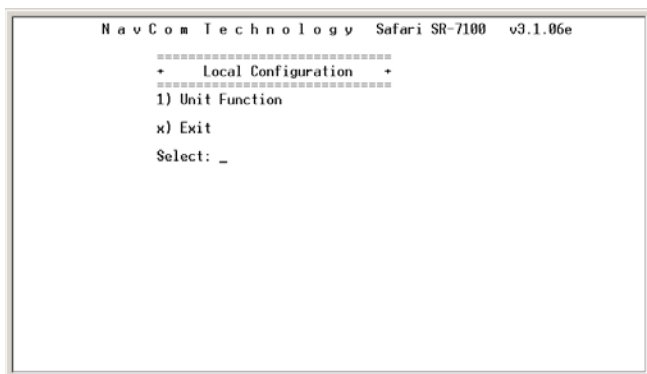 N a v C o m T e c h n o l o g y Safari SR-7100 v3.1.06e
==============================
+ Local Configuration +
==============================
1) Unit Function
x) Exit
Select: _